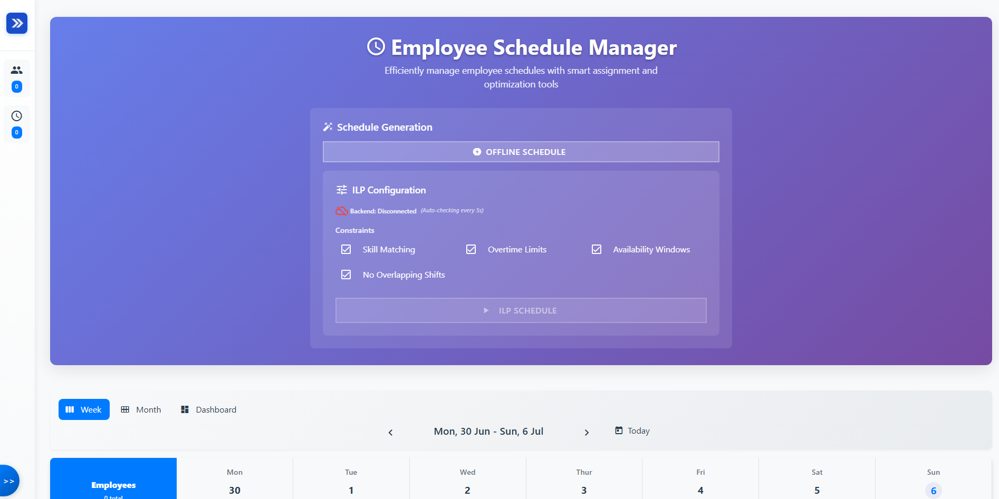 0
0
Employee Schedule Manager
Efficiently manage employee schedules with smart assignment and
optimization tools
Schedule Generation
OFFLINE SCHEDULE
ILP Configuration
Backend: Disconnected (Auto-checking every 5s)
Constraints
Skill Matching Overtime Limits Availability Windows
No Overlapping Shifts
ILP SCHEDULE
Week Month Dashboard
Mon, 30 Jun - Sun, 6 Jul Today
Mon Tue Wed Thur Fri Sat Sun
Employees 30 1 2 3 4 5 6
0 total
>>